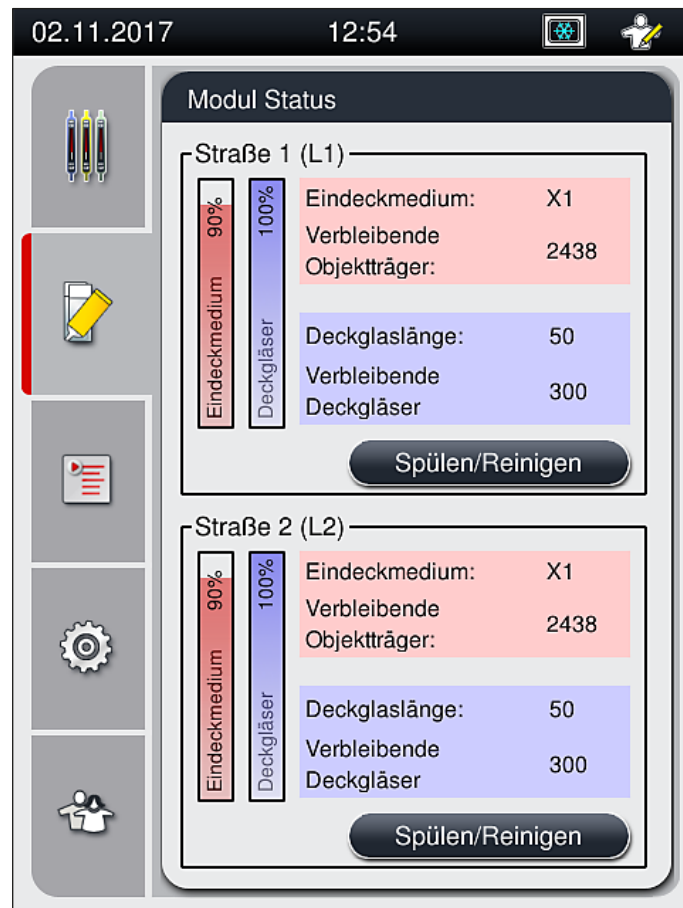 02.11.2017 12:54
Modul Status
Straße 1 (L1)
90%
Eindeckmedium
100%
Deckgläser
Eindeckmedium: X1
Verbleibende
Objektträger: 2438
Deckglaslänge: 50
Verbleibende
Deckgläser 300
Spülen/Reinigen
Straße 2 (L2)
90%
Eindeckmedium
100%
Deckgläser
Eindeckmedium: X1
Verbleibende
Objektträger: 2438
Deckglaslänge: 50
Verbleibende
Deckgläser 300
Spülen/Reinigen